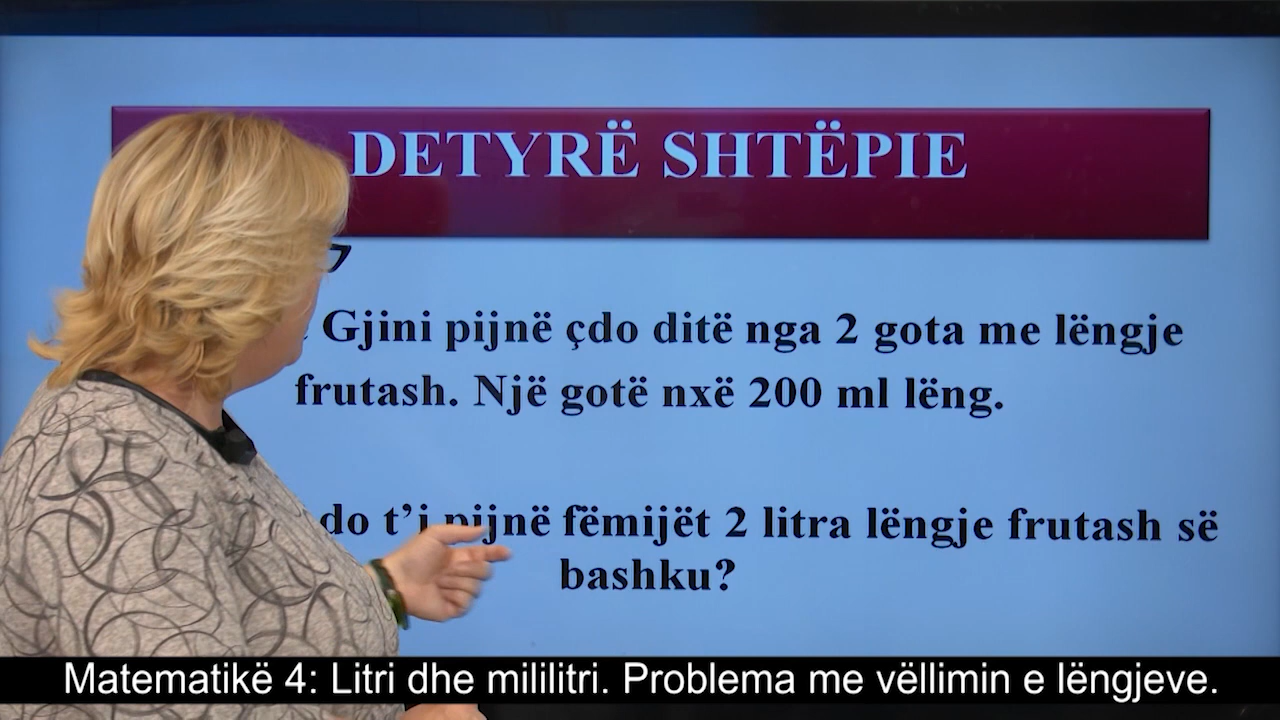 DETYRË SHTËPIE
Gjini pijnë çdo ditë nga 2 gota me lëngje
frutash. Një gotë nxë 200 ml lëng.
do t’i pijnë fëmijët 2 litra lëngje frutash së
bashku?
Matematikë 4: Litri dhe mililitri. Problema me vëllimin e lëngjeve.